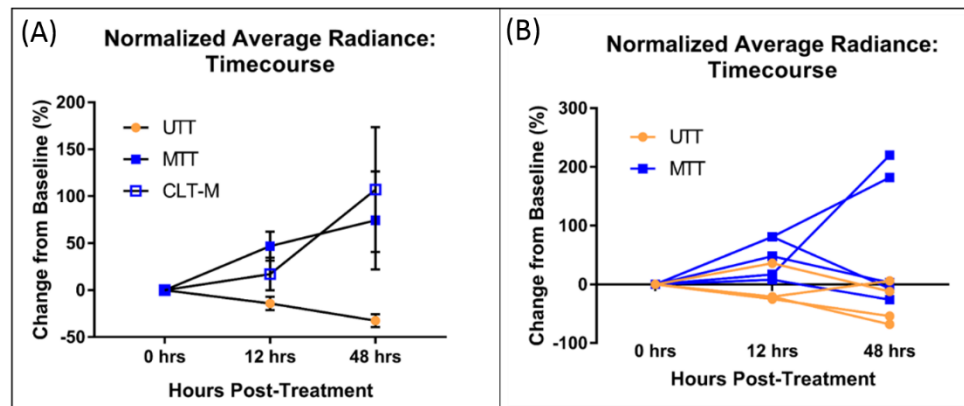 (A)
Normalized Average Radiance:
Timecourse
Change from Baseline (%)
200
150
100
50
0
-50
UTT
MTT
CLT-M
0 hrs
12 hrs
48 hrs
Hours Post-Treatment
(B)
Normalized Average Radiance:
Timecourse
Change from Baseline (%)
300
200
100
0
-100
UTT
MTT
0 hrs
12 hrs
48 hrs
Hours Post-Treatment